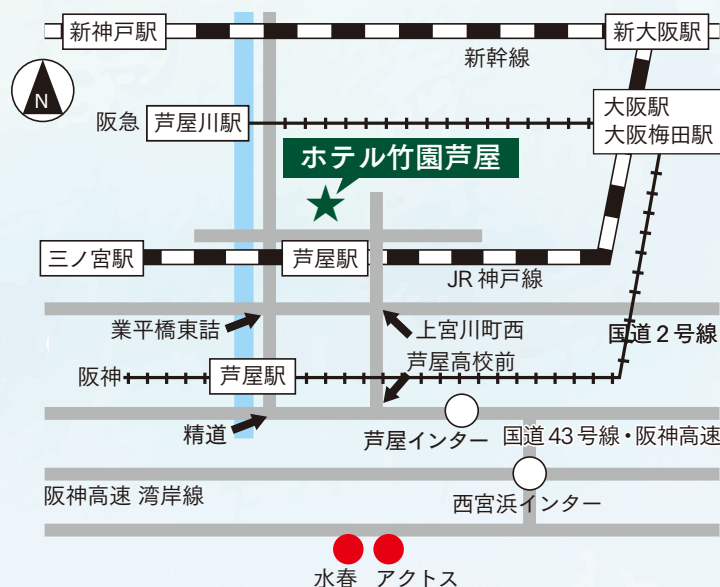 新神戸駅
新大阪駅
新幹線
N
阪急
芦屋川駅
大阪駅
大阪梅田駅
ホテル竹園芦屋
三ノ宮駅
芦屋駅
JR 神戸線
業平橋東詰
上宮川町西
国道2号線
芦屋高校前
阪神
芦屋駅
精道
芦屋インター
国道43号線・阪神高速
阪神高速 湾岸線
西宮浜インター
水春
アクトス